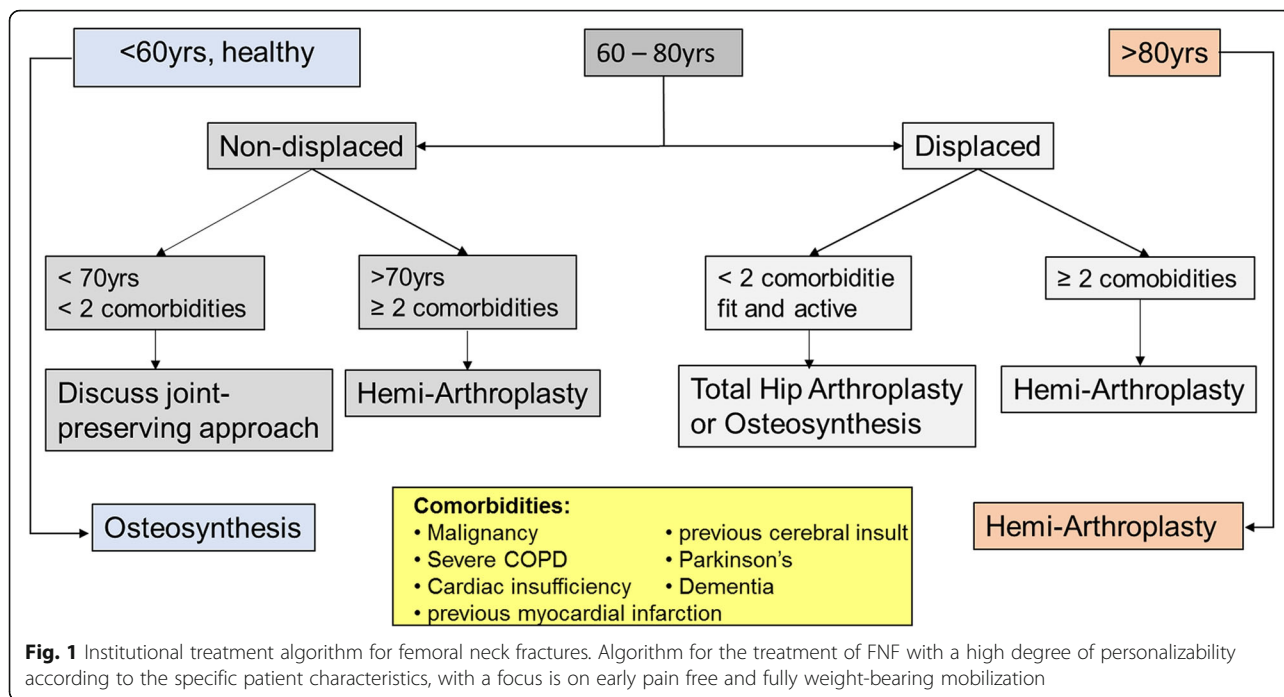 <60yrs, healthy
60 – 80yrs
>80yrs
Non-displaced
Displaced
< 70yrs
< 2 comorbidities
>70yrs
≥ 2 comorbidities
< 2 comorbiditie
fit and active
≥ 2 comobidities
Discuss joint-
preserving approach
Hemi-Arthroplasty
Total Hip Arthroplasty
or Osteosynthesis
Hemi-Arthroplasty
Osteosynthesis
Comorbidities:
• Malignancy
• Severe COPD
• Cardiac insufficiency
• previous myocardial infarction
• previous cerebral insult
• Parkinson's
• Dementia
Hemi-Arthroplasty
Fig. 1 Institutional treatment algorithm for femoral neck fractures. Algorithm for the treatment of FNF with a high degree of personalizability
according to the specific patient characteristics, with a focus is on early pain free and fully weight-bearing mobilization